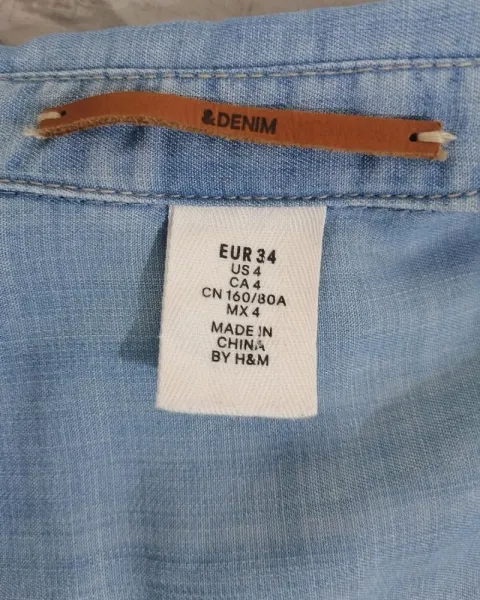 &DENIM
EUR 34
US 4
CA 4
CN 160/80A
MX 4
MADE IN
CHINA
BY H&M